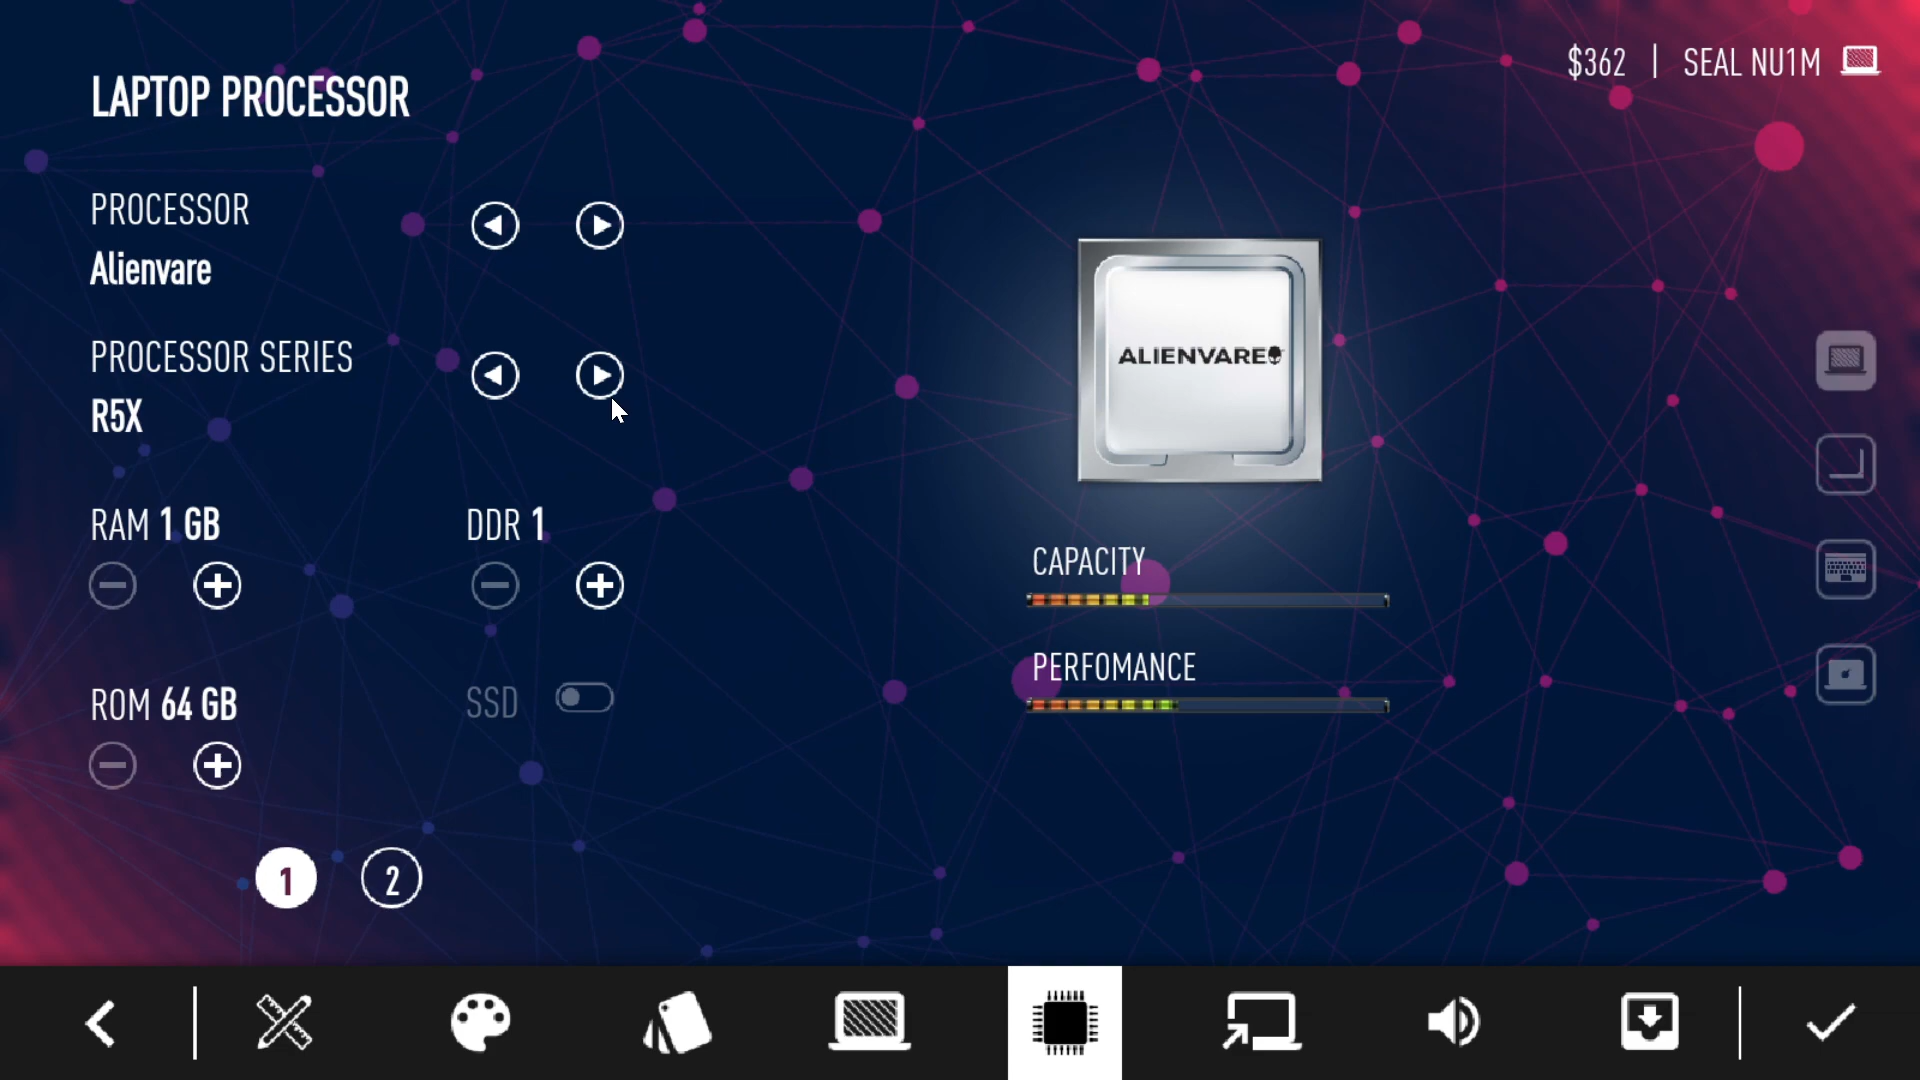 $362 | SEAL NU1M
LAPTOP PROCESSOR
PROCESSOR
Alienvare
PROCESSOR SERIES
R5X
RAM 1 GB
DDR 1
ROM 64 GB
SSD
1
2
ALIENVARE
CAPACITY
PERFOMANCE